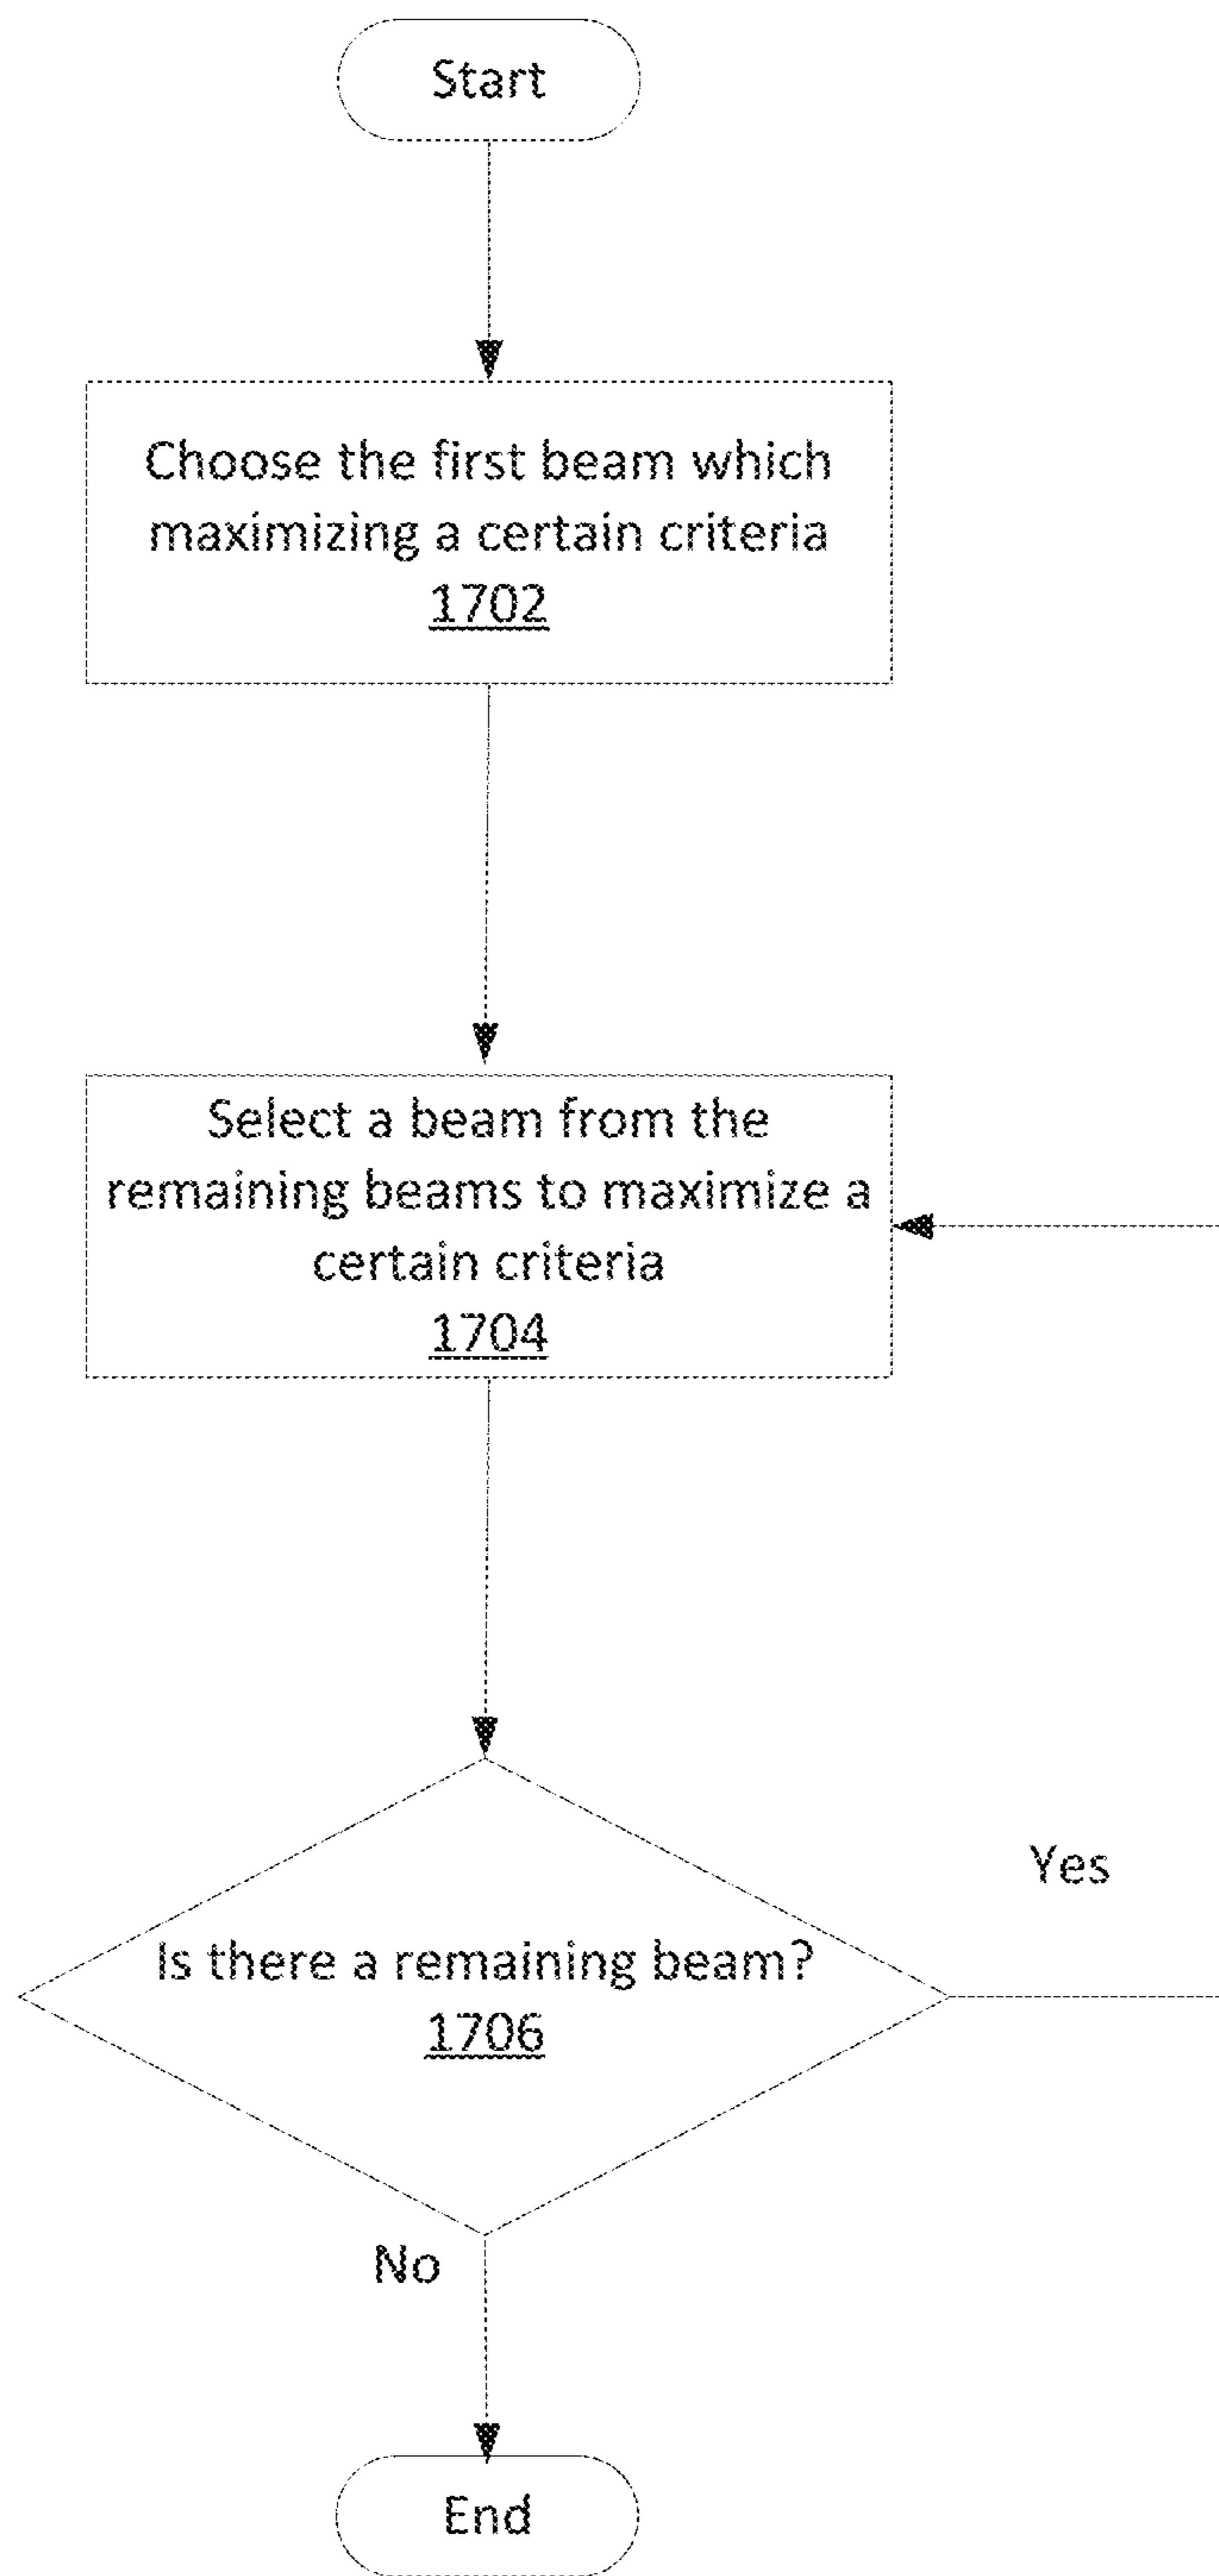 Start
Choose the first beam which
maximizing a certain criteria
1702
Select a beam from the
remaining beams to maximize a
certain criteria
1704
Yes
Is there a remaining beam?
1706
No
End